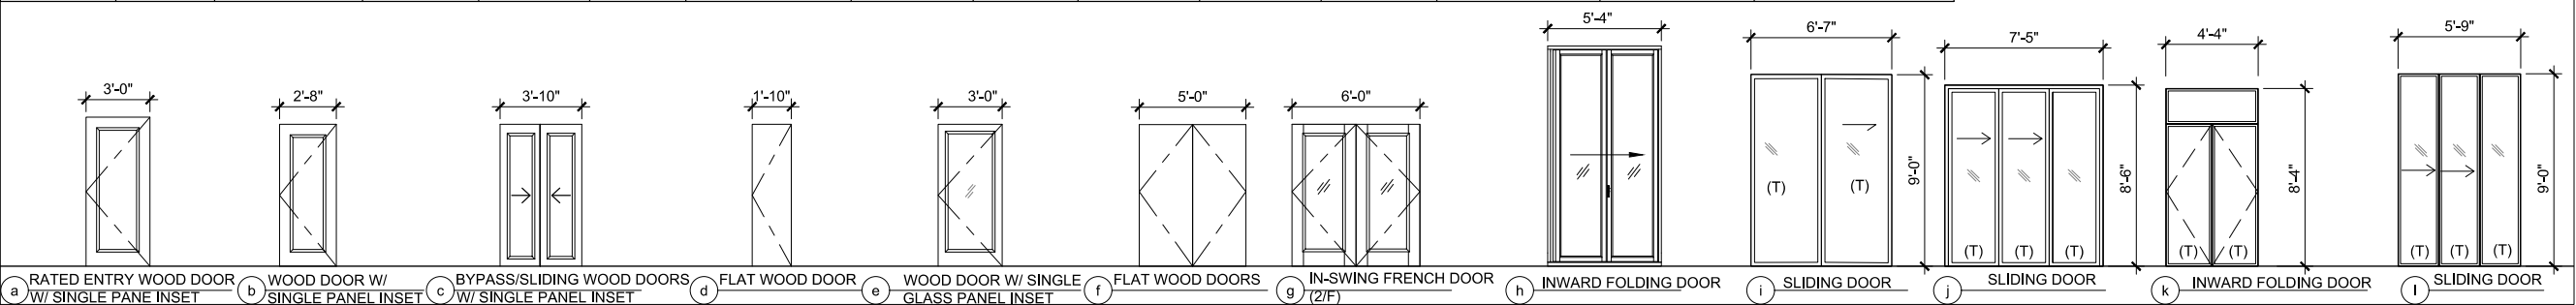 3'-0"
2'-8"
3'-10"
1'-10"
3'-0"
5'-0"
6'-0"
5'-4"
6'-7"
7'-5"
4'-4"
5'-9"
9'-0"
8'-6"
8'-4"
9'-0"
(T)
(T)
(T)
(T)
(T)
(T)
(T)
(T)
(T)
(T)
a
RATED ENTRY WOOD DOOR
W/ SINGLE PANE INSET
b
WOOD DOOR W/
SINGLE PANEL INSET
c
BYPASS/SLIDING WOOD DOORS
W/ SINGLE PANEL INSET
d
FLAT WOOD DOOR
e
WOOD DOOR W/ SINGLE
GLASS PANEL INSET
f
FLAT WOOD DOORS
g
IN-SWING FRENCH DOOR
(2/F)
h
INWARD FOLDING DOOR
i
SLIDING DOOR
j
SLIDING DOOR
k
INWARD FOLDING DOOR
l
SLIDING DOOR